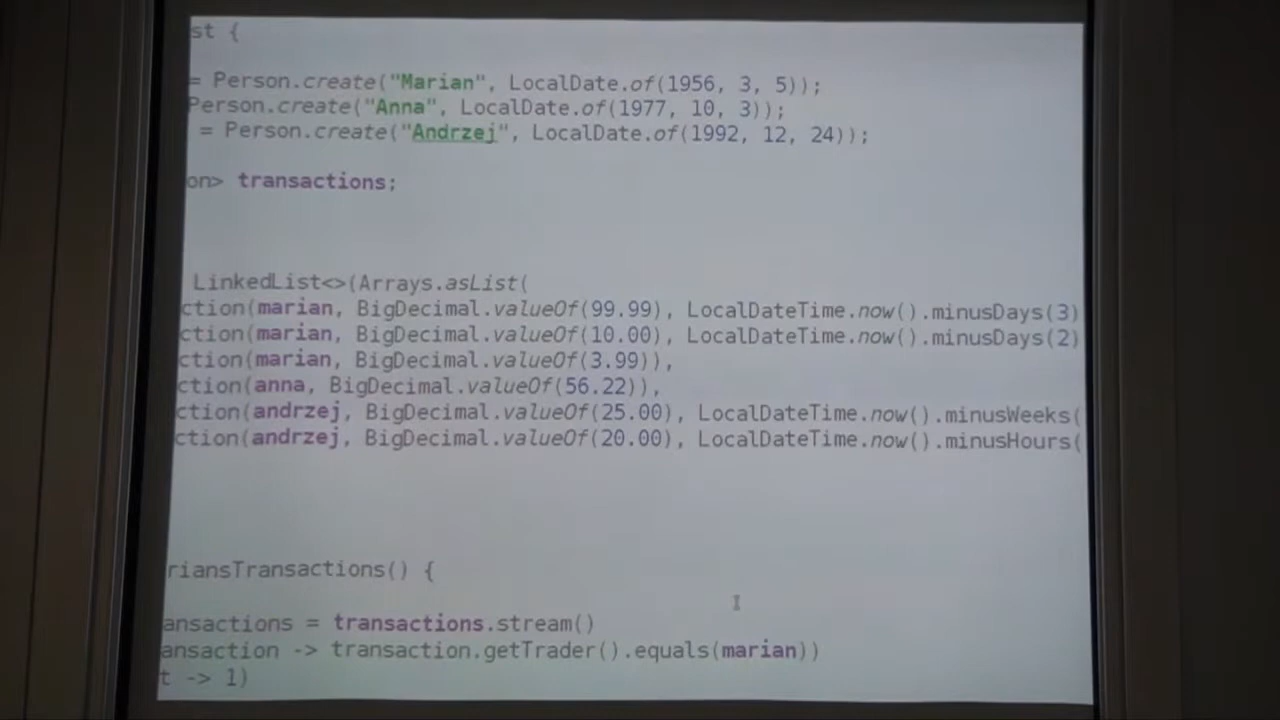 st {
= Person.create("Marian", LocalDate.of(1956, 3, 5));
Person.create("Anna", LocalDate.of(1977, 10, 3));
= Person.create("Andrzej", LocalDate.of(1992, 12, 24));
on> transactions;
LinkedList<>(Arrays.asList(
ction(marian, BigDecimal.valueOf(99.99), LocalDateTime.now().minusDays(3)
ction(marian, BigDecimal.valueOf(10.00), LocalDateTime.now().minusDays(2)
ction(marian, BigDecimal.valueOf(3.99)),
ction(anna, BigDecimal.valueOf(56.22)),
ction(andrzej, BigDecimal.valueOf(25.00), LocalDateTime.now().minusWeeks(
ction(andrzej, BigDecimal.valueOf(20.00), LocalDateTime.now().minusHours(
riansTransactions() {
ansactions = transactions.stream()
ansaction -> transaction.getTrader().equals(marian))
t -> 1)